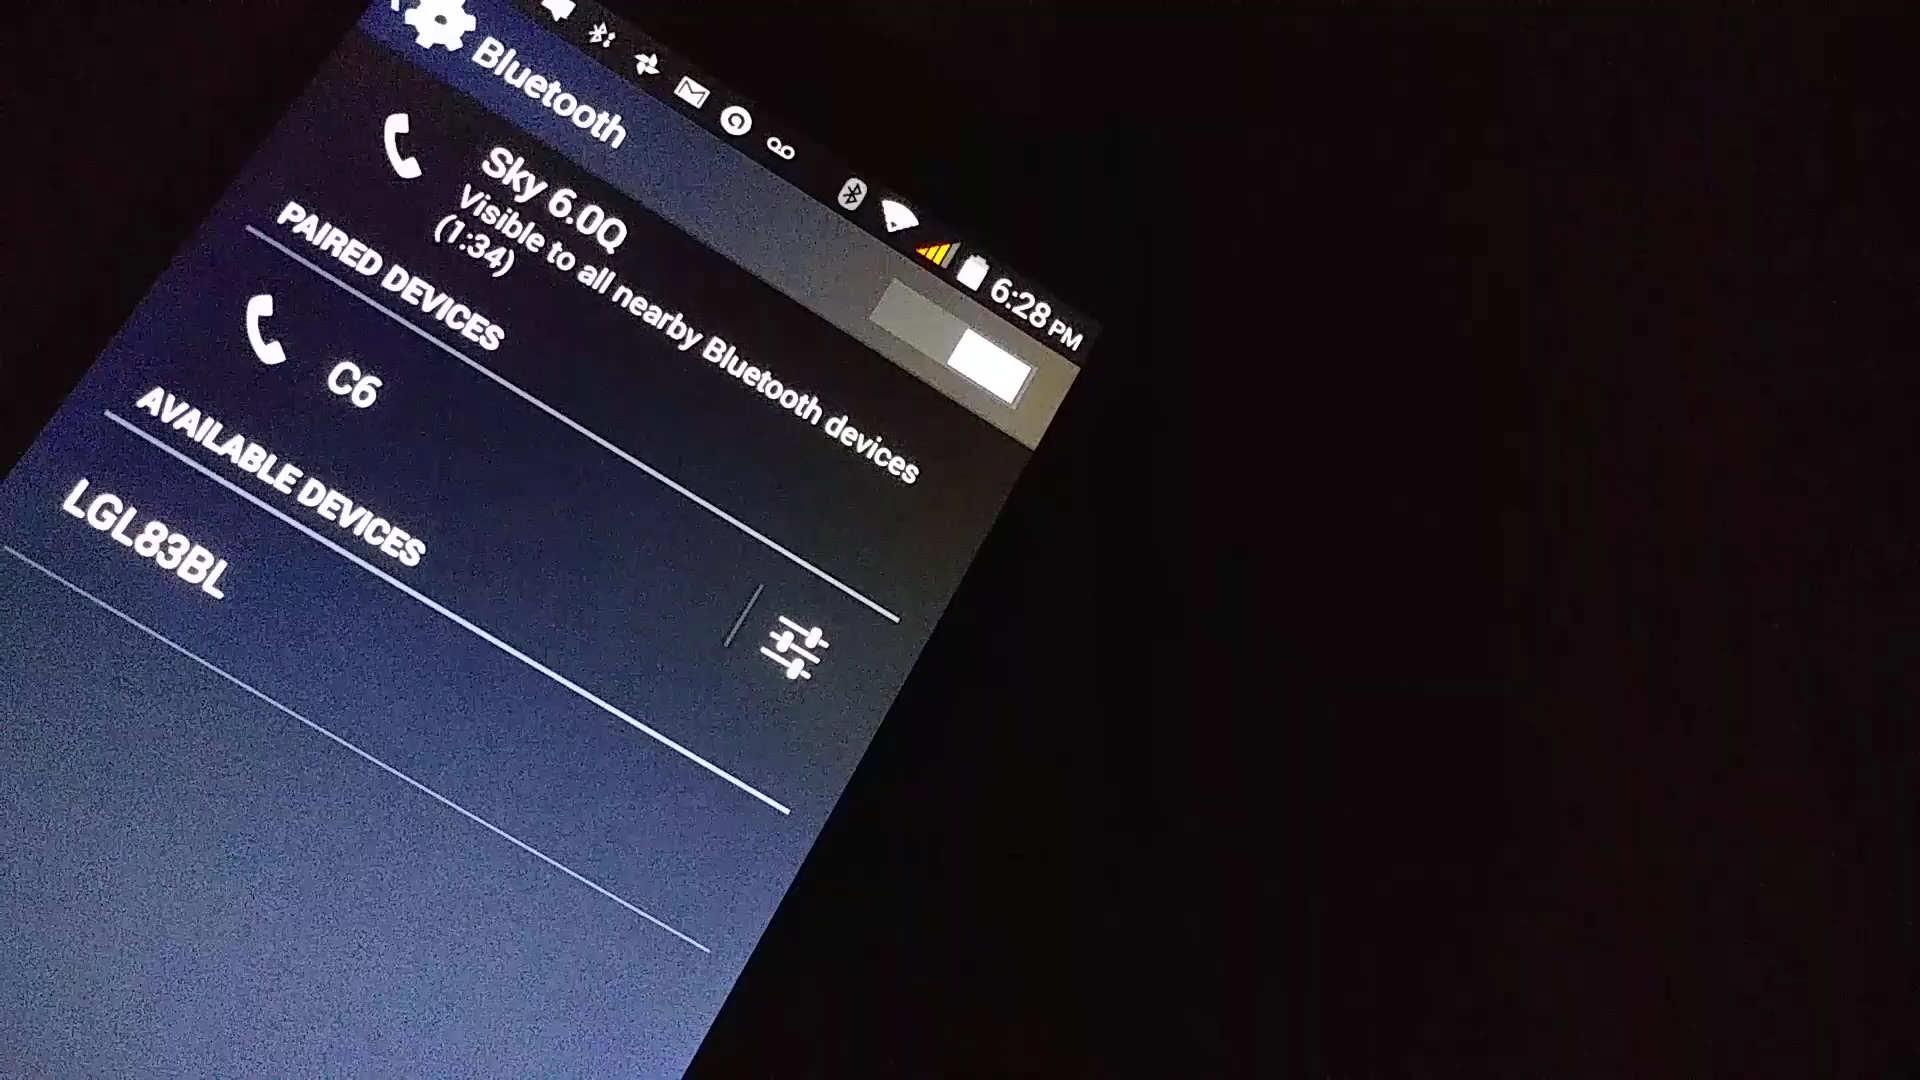 6:28 PM
Bluetooth
Sky 6.0Q
Visible to all nearby Bluetooth devices
(1:34)
PAIRED DEVICES
C6
AVAILABLE DEVICES
LGL83BL